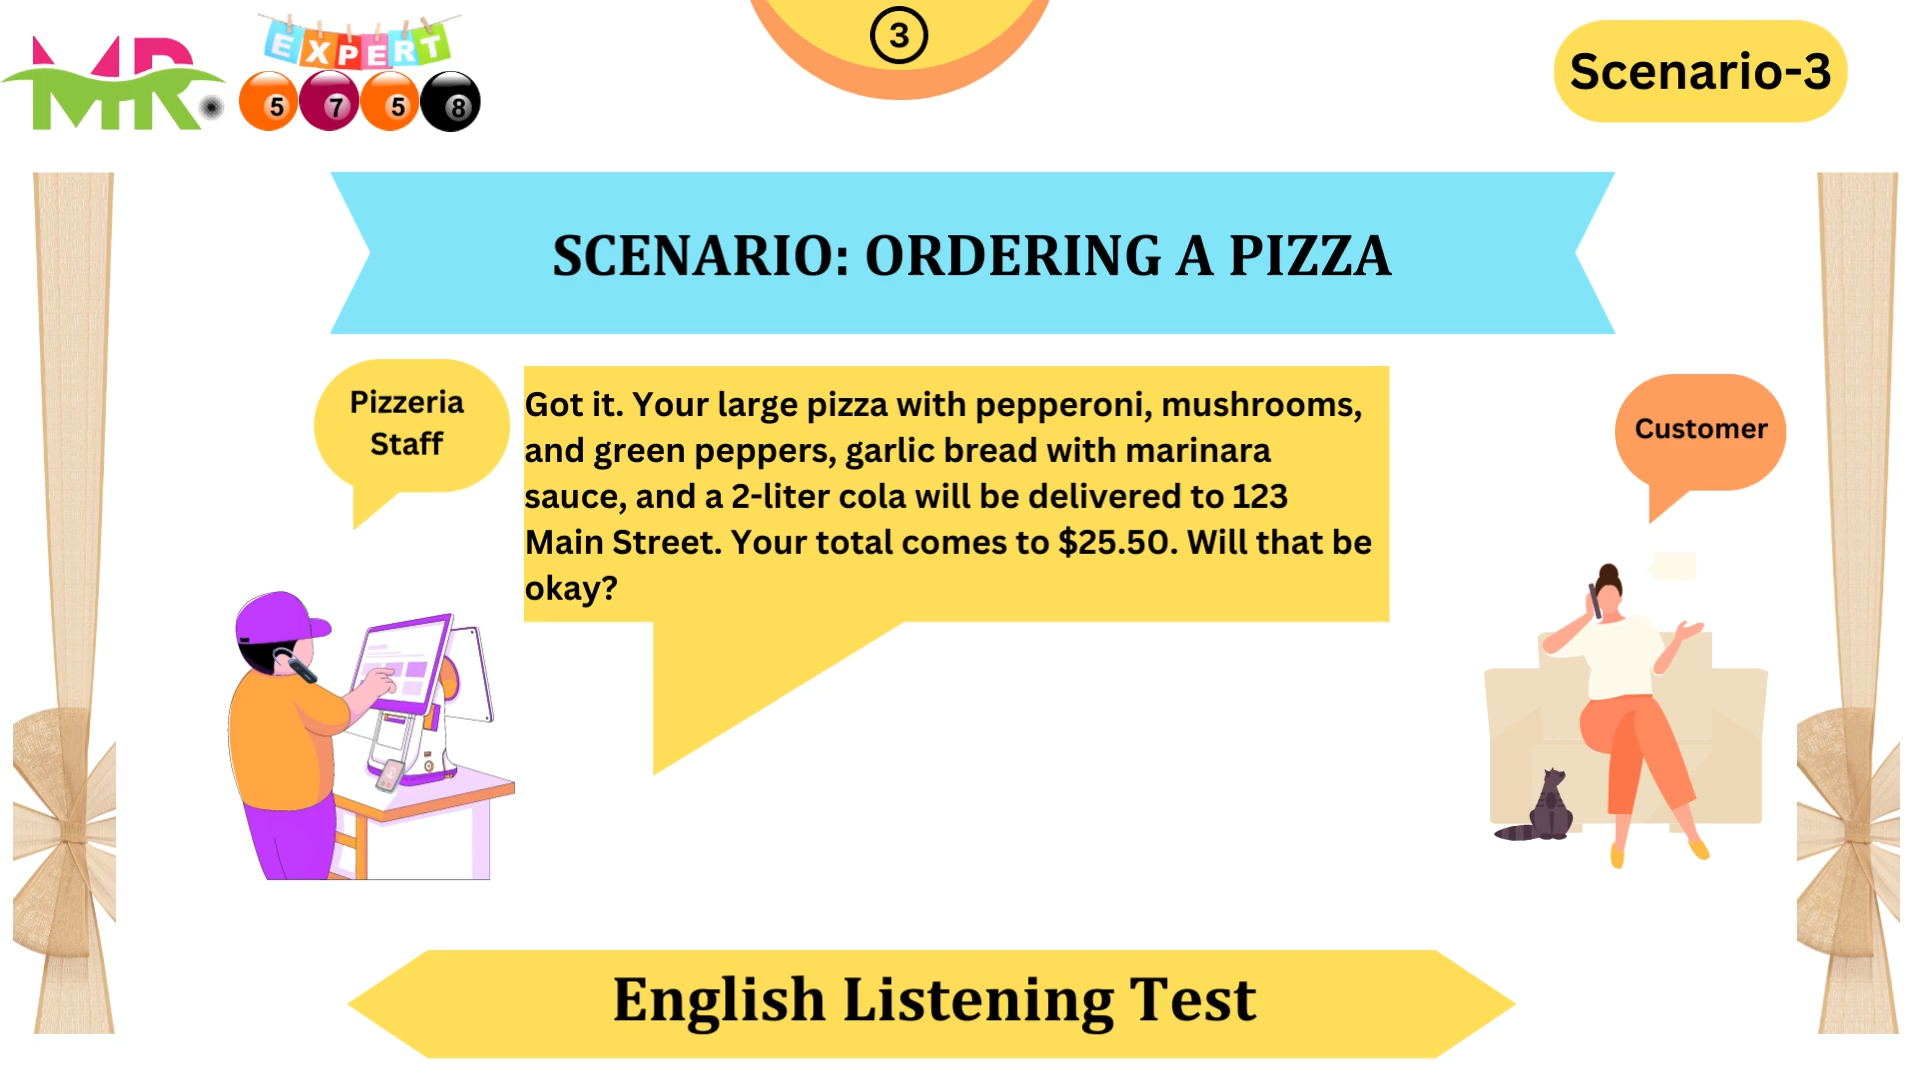 MR.
EXPERT
5 7 5 8
3
Scenario-3
SCENARIO: ORDERING A PIZZA
Pizzeria
Staff
Got it. Your large pizza with pepperoni, mushrooms,
and green peppers, garlic bread with marinara
sauce, and a 2-liter cola will be delivered to 123
Main Street. Your total comes to $25.50. Will that be
okay?
Customer
English Listening Test